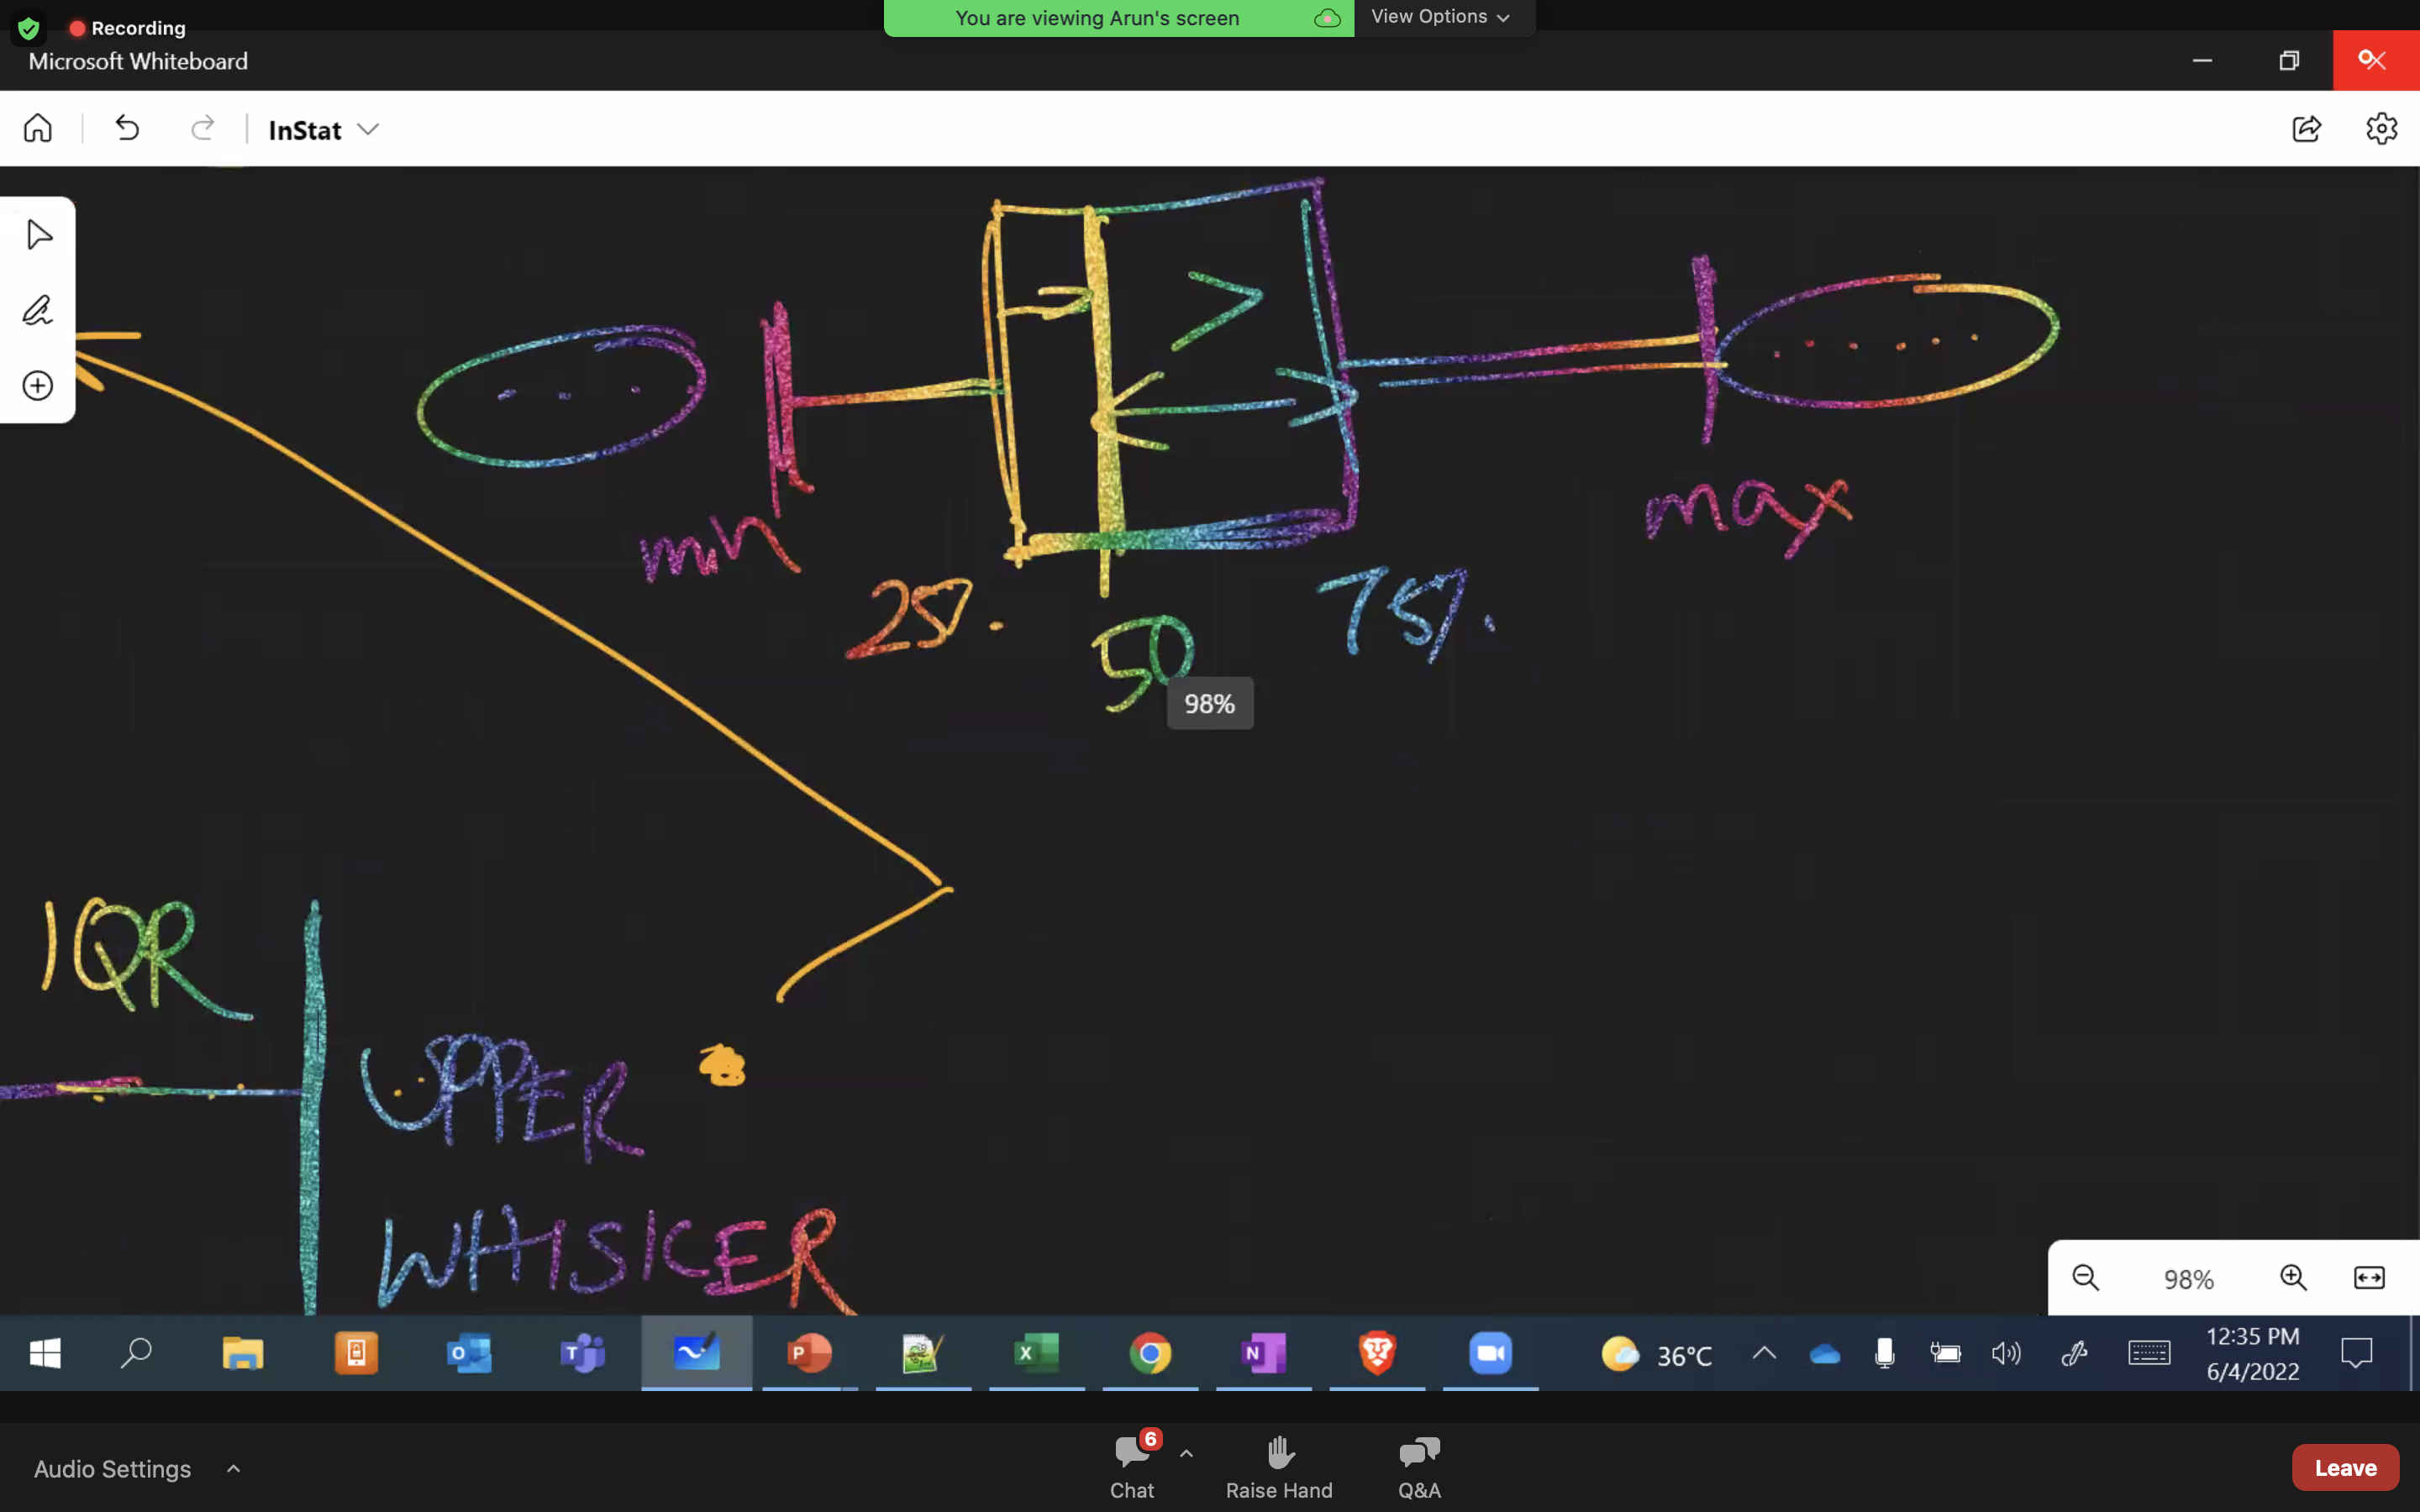 You are viewing Arun's screen
View Options
Recording
Microsoft Whiteboard
InStat
>
min
max
25%.
50
75%.
98%
IQR
UPPER
WHISKER
98%
36°C
12:35 PM
6/4/2022
Audio Settings
6
Chat
Raise Hand
Q&A
Leave